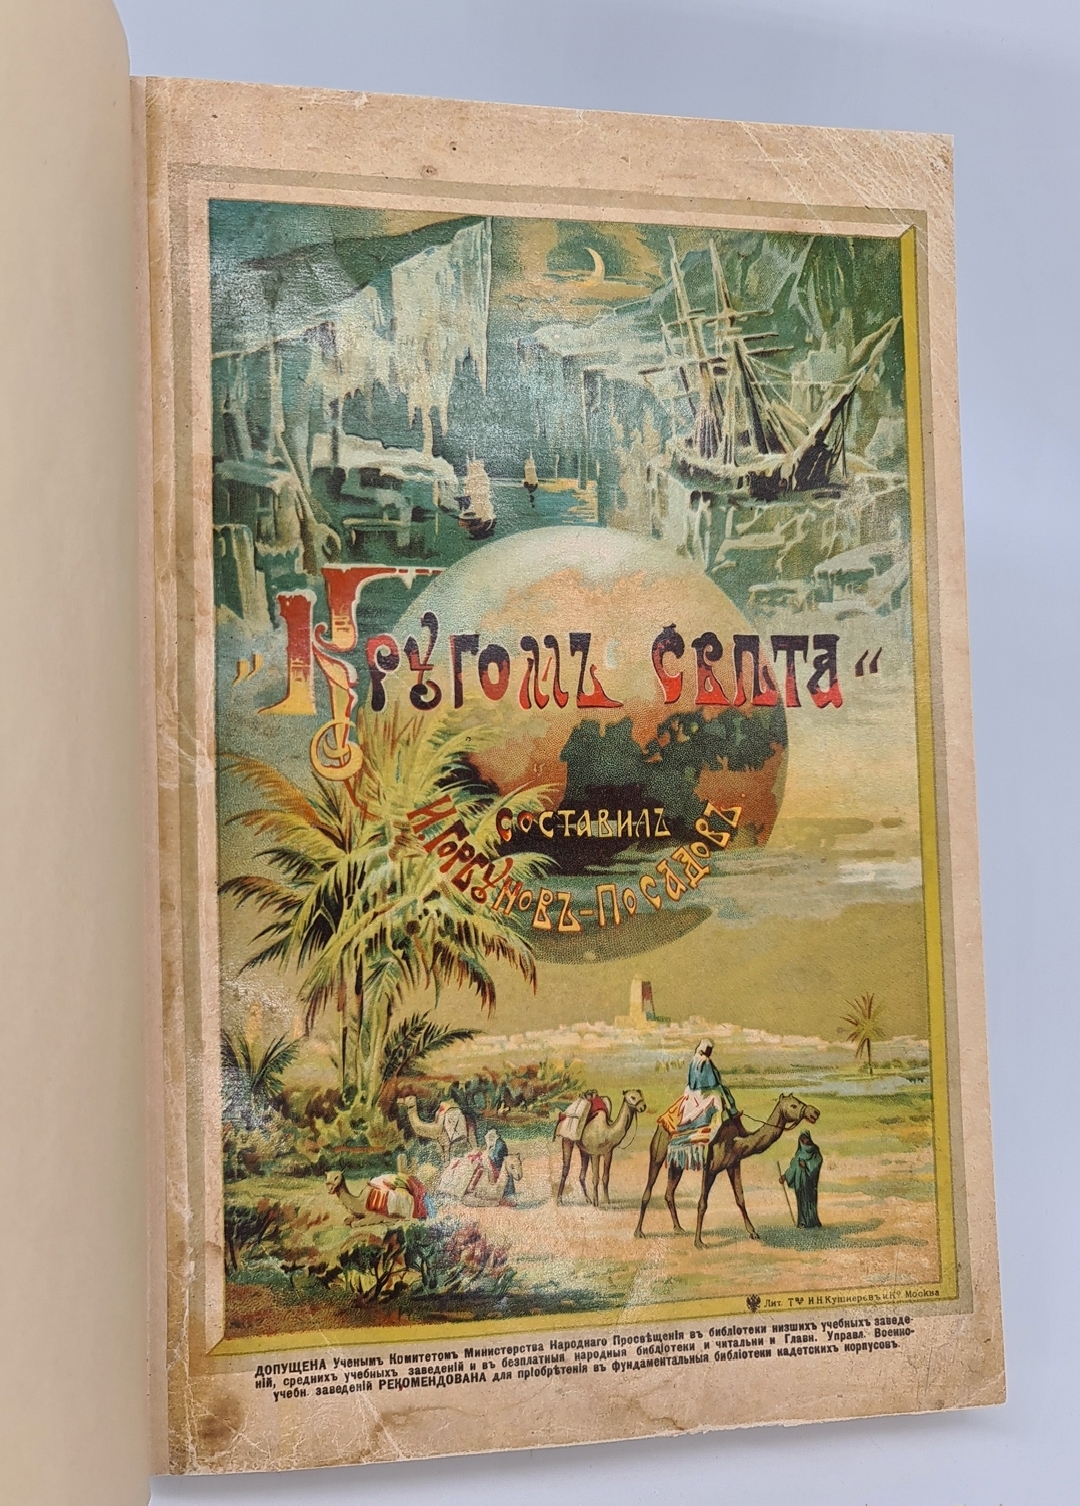 „Кругомъ Свѣта“
составилъ
И Горбуновъ-Посадовъ.
Лит. Тва И.Н.Кушнеревъ и Ко Москва
ДОПУЩЕНА Ученымъ Комитетомъ Министерства Народнаго Просвѣщенія въ библіотеки низшихъ учебныхъ заведе-
ній, среднихъ учебныхъ заведеній и въ безплатныя народныя библіотеки и читальни и Главн. Управл. Военно-
учебн. заведеній РЕКОМЕНДОВАНА для пріобрѣтенія въ фундаментальныя библіотеки кадетскихъ корпусовъ.